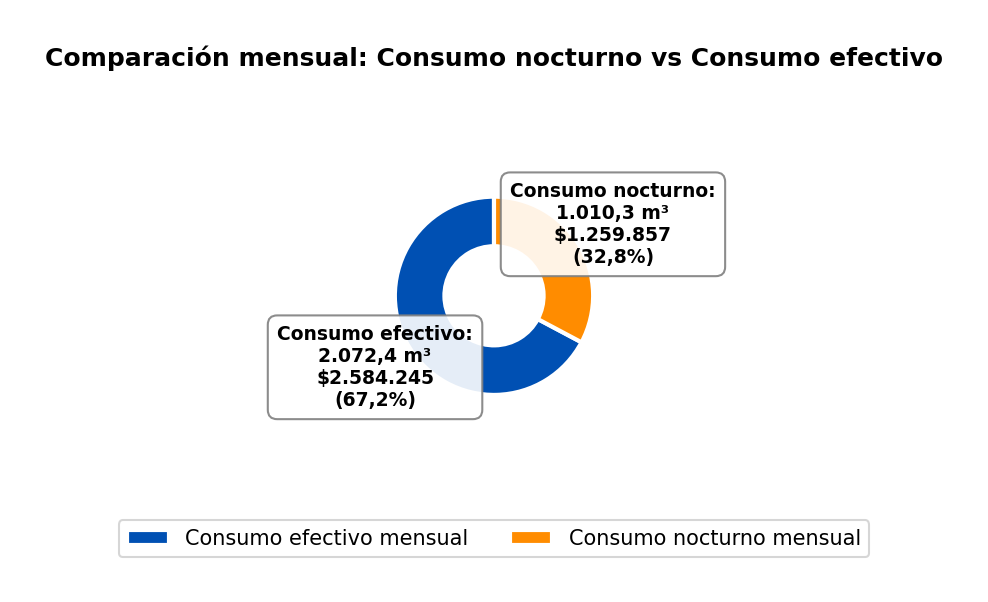 Comparación mensual: Consumo nocturno vs Consumo efectivo
Consumo nocturno:
1.010,3 m³
$1.259.857
(32,8%)
Consumo efectivo:
2.072,4 m³
$2.584.245
(67,2%)
Consumo efectivo mensual
Consumo nocturno mensual